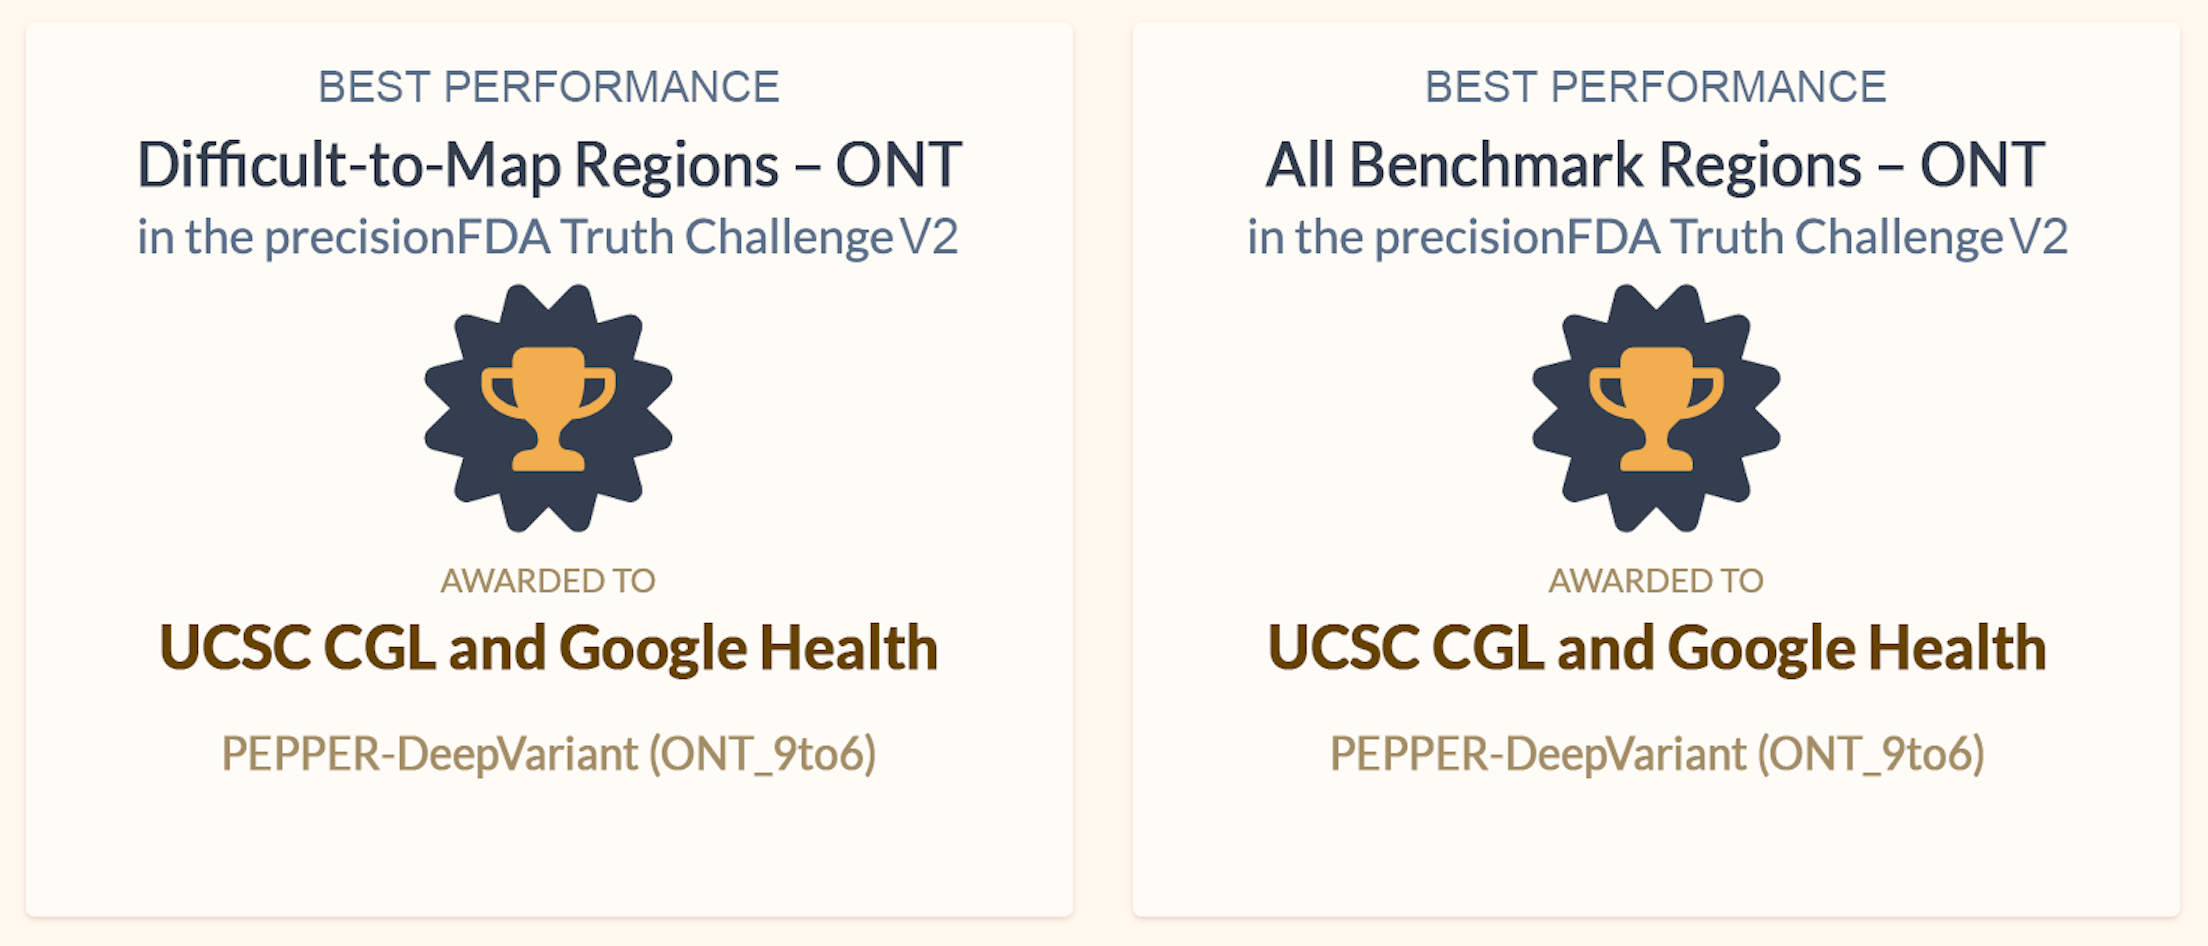 BEST PERFORMANCE
Difficult-to-Map Regions – ONT
in the precisionFDA Truth Challenge V2
AWARDED TO
UCSC CGL and Google Health
PEPPER-DeepVariant (ONT_9to6)
BEST PERFORMANCE
All Benchmark Regions – ONT
in the precisionFDA Truth Challenge V2
AWARDED TO
UCSC CGL and Google Health
PEPPER-DeepVariant (ONT_9to6)